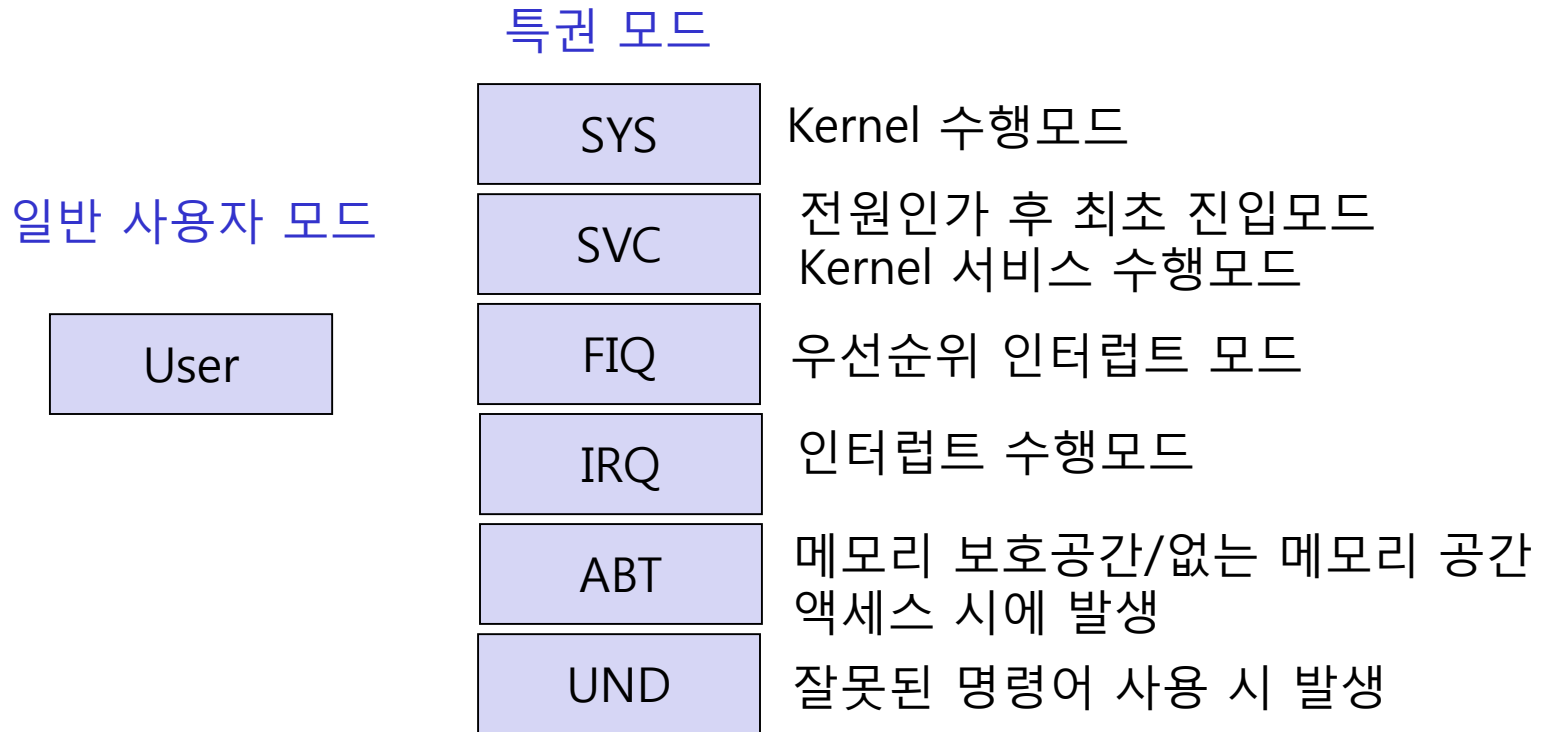 특권 모드
SYS
Kernel 수행모드
일반 사용자 모드
SVC
전원인가 후 최초 진입모드
Kernel 서비스 수행모드
User
FIQ
우선순위 인터럽트 모드
IRQ
인터럽트 수행모드
ABT
메모리 보호공간/없는 메모리 공간
액세스 시에 발생
UND
잘못된 명령어 사용 시 발생